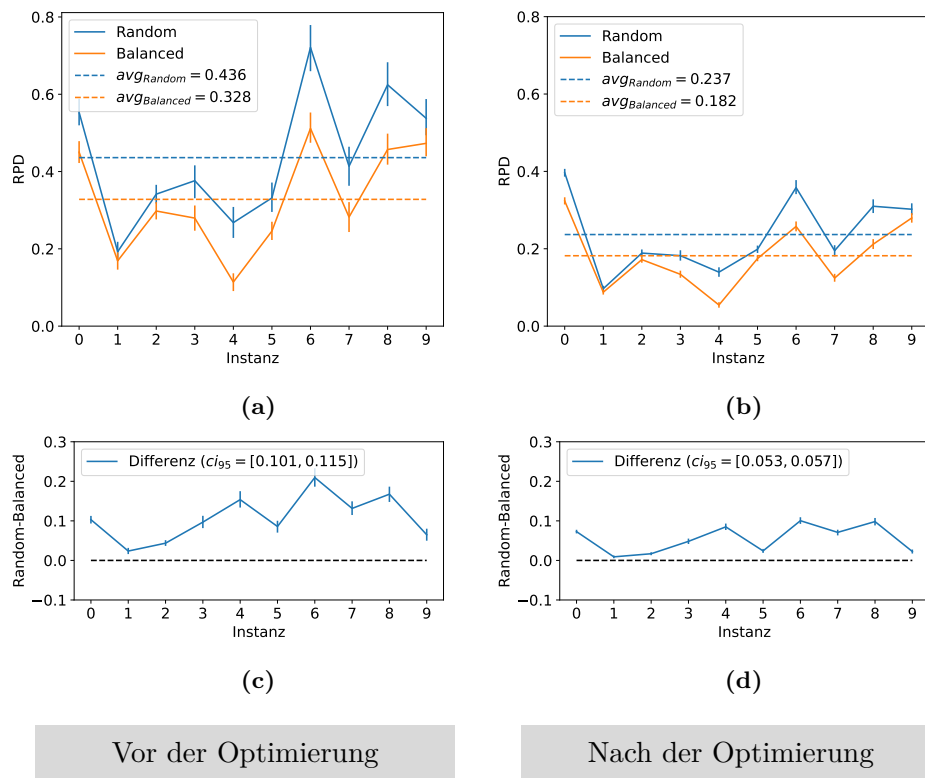 0.8
0.6
0.4
0.2
0.0
RPD
Random
Balanced
avg_Random = 0.436
avg_Balanced = 0.328
0 1 2 3 4 5 6 7 8 9
Instanz
(a)
0.8
0.6
0.4
0.2
0.0
RPD
Random
Balanced
avg_Random = 0.237
avg_Balanced = 0.182
0 1 2 3 4 5 6 7 8 9
Instanz
(b)
0.3
0.2
0.1
0.0
−0.1
Random-Balanced
Differenz (ci_95 = [0.101, 0.115])
0 1 2 3 4 5 6 7 8 9
Instanz
(c)
0.3
0.2
0.1
0.0
−0.1
Random-Balanced
Differenz (ci_95 = [0.053, 0.057])
0 1 2 3 4 5 6 7 8 9
Instanz
(d)
Vor der Optimierung
Nach der Optimierung